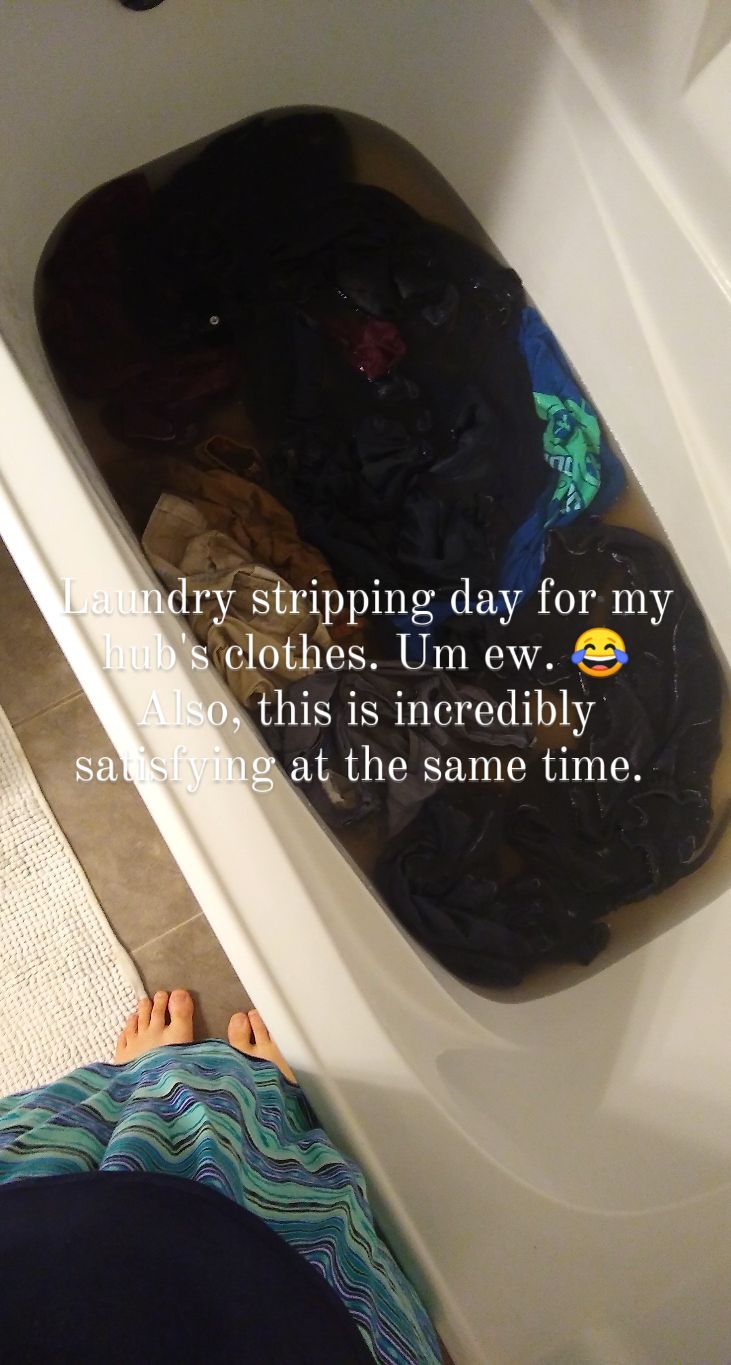 Laundry stripping day for my
hub's clothes. Um ew. 😂
Also, this is incredibly
satisfying at the same time.